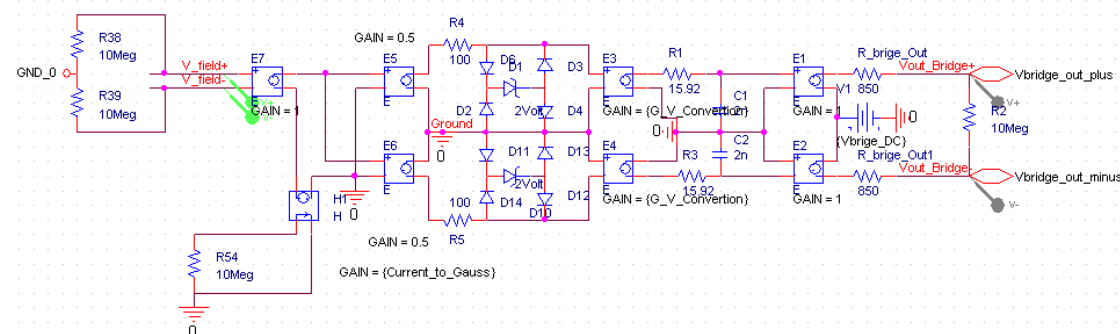 R4
GAIN = 0.5
R38
10Meg
E7
E5
100
D6
D1
D3
E3
R1
E1
R_brige_Out
V_field+
Vout_Bridge+
GND_0
V_field-
Vbridge_out_plus
V+
E
E
15.92
V1
850
V+
R39
10Meg
GAIN = 1
D2
2Volt
D4
GAIN = {G_V_Convertion}
C1
2n
GAIN = 1
R2
10Meg
Ground
0
0
0
{Vbrige_DC}
C2
2n
E6
D11
D13
E4
R3
E2
R_brige_Out1
Vout_Bridge-
2Volt
Vbridge_out_minus
E
E
15.92
E
850
H1
H
0
100
D14
D10
D12
GAIN = {G_V_Convertion}
GAIN = 1
V-
R5
GAIN = 0.5
R54
10Meg
GAIN = {Current_to_Gauss}
0